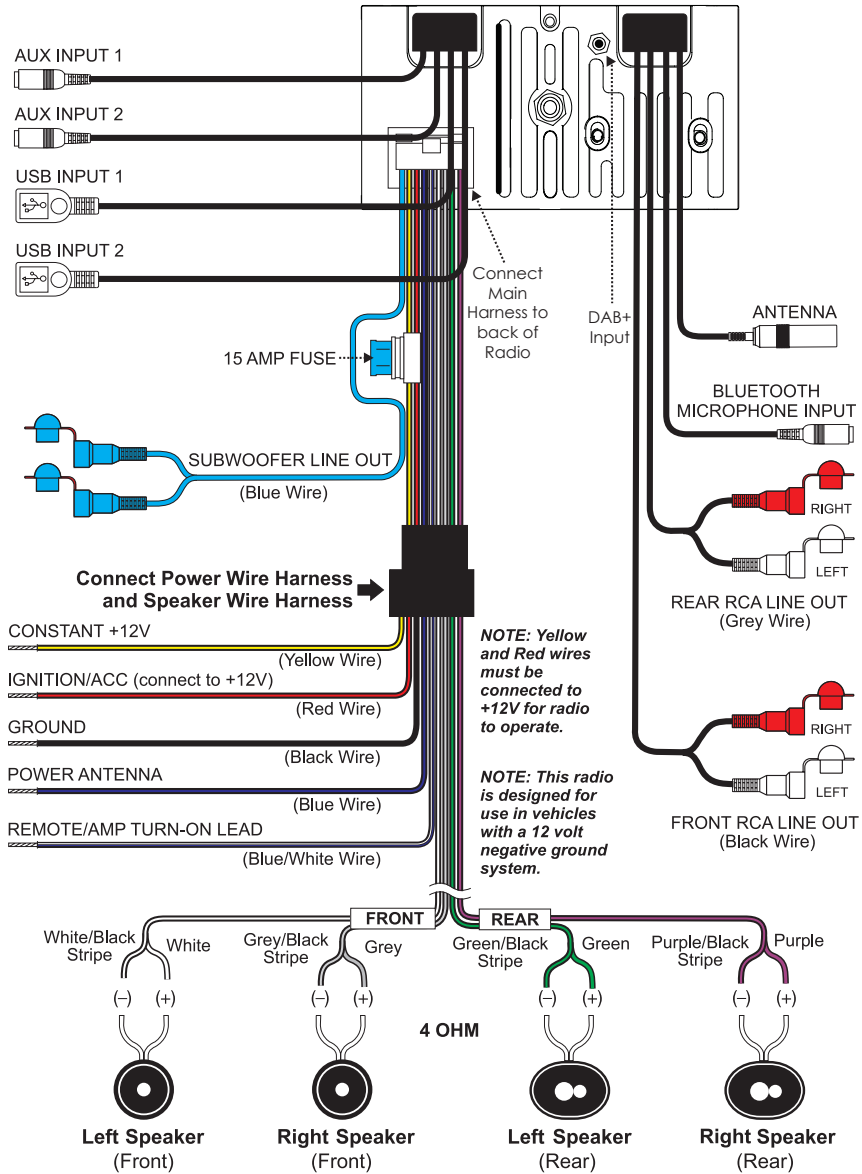 AUX INPUT 1
AUX INPUT 2
USB INPUT 1
USB INPUT 2
Connect
Main
Harness to
back of
Radio
DAB+
Input
ANTENNA
15 AMP FUSE
BLUETOOTH
MICROPHONE INPUT
SUBWOOFER LINE OUT
(Blue Wire)
RIGHT
LEFT
REAR RCA LINE OUT
(Grey Wire)
Connect Power Wire Harness
and Speaker Wire Harness
CONSTANT +12V
(Yellow Wire)
IGNITION/ACC (connect to +12V)
(Red Wire)
GROUND
(Black Wire)
POWER ANTENNA
(Blue Wire)
REMOTE/AMP TURN-ON LEAD
(Blue/White Wire)
NOTE: Yellow
and Red wires
must be
connected to
+12V for radio
to operate.
NOTE: This radio
is designed for
use in vehicles
with a 12 volt
negative ground
system.
RIGHT
LEFT
FRONT RCA LINE OUT
(Black Wire)
FRONT
REAR
White/Black
Stripe
White
Grey/Black
Stripe
Grey
Green/Black
Stripe
Green
Purple/Black
Stripe
Purple
(−) (+)
(−) (+)
(−) (+)
(−) (+)
4 OHM
Left Speaker
(Front)
Right Speaker
(Front)
Left Speaker
(Rear)
Right Speaker
(Rear)